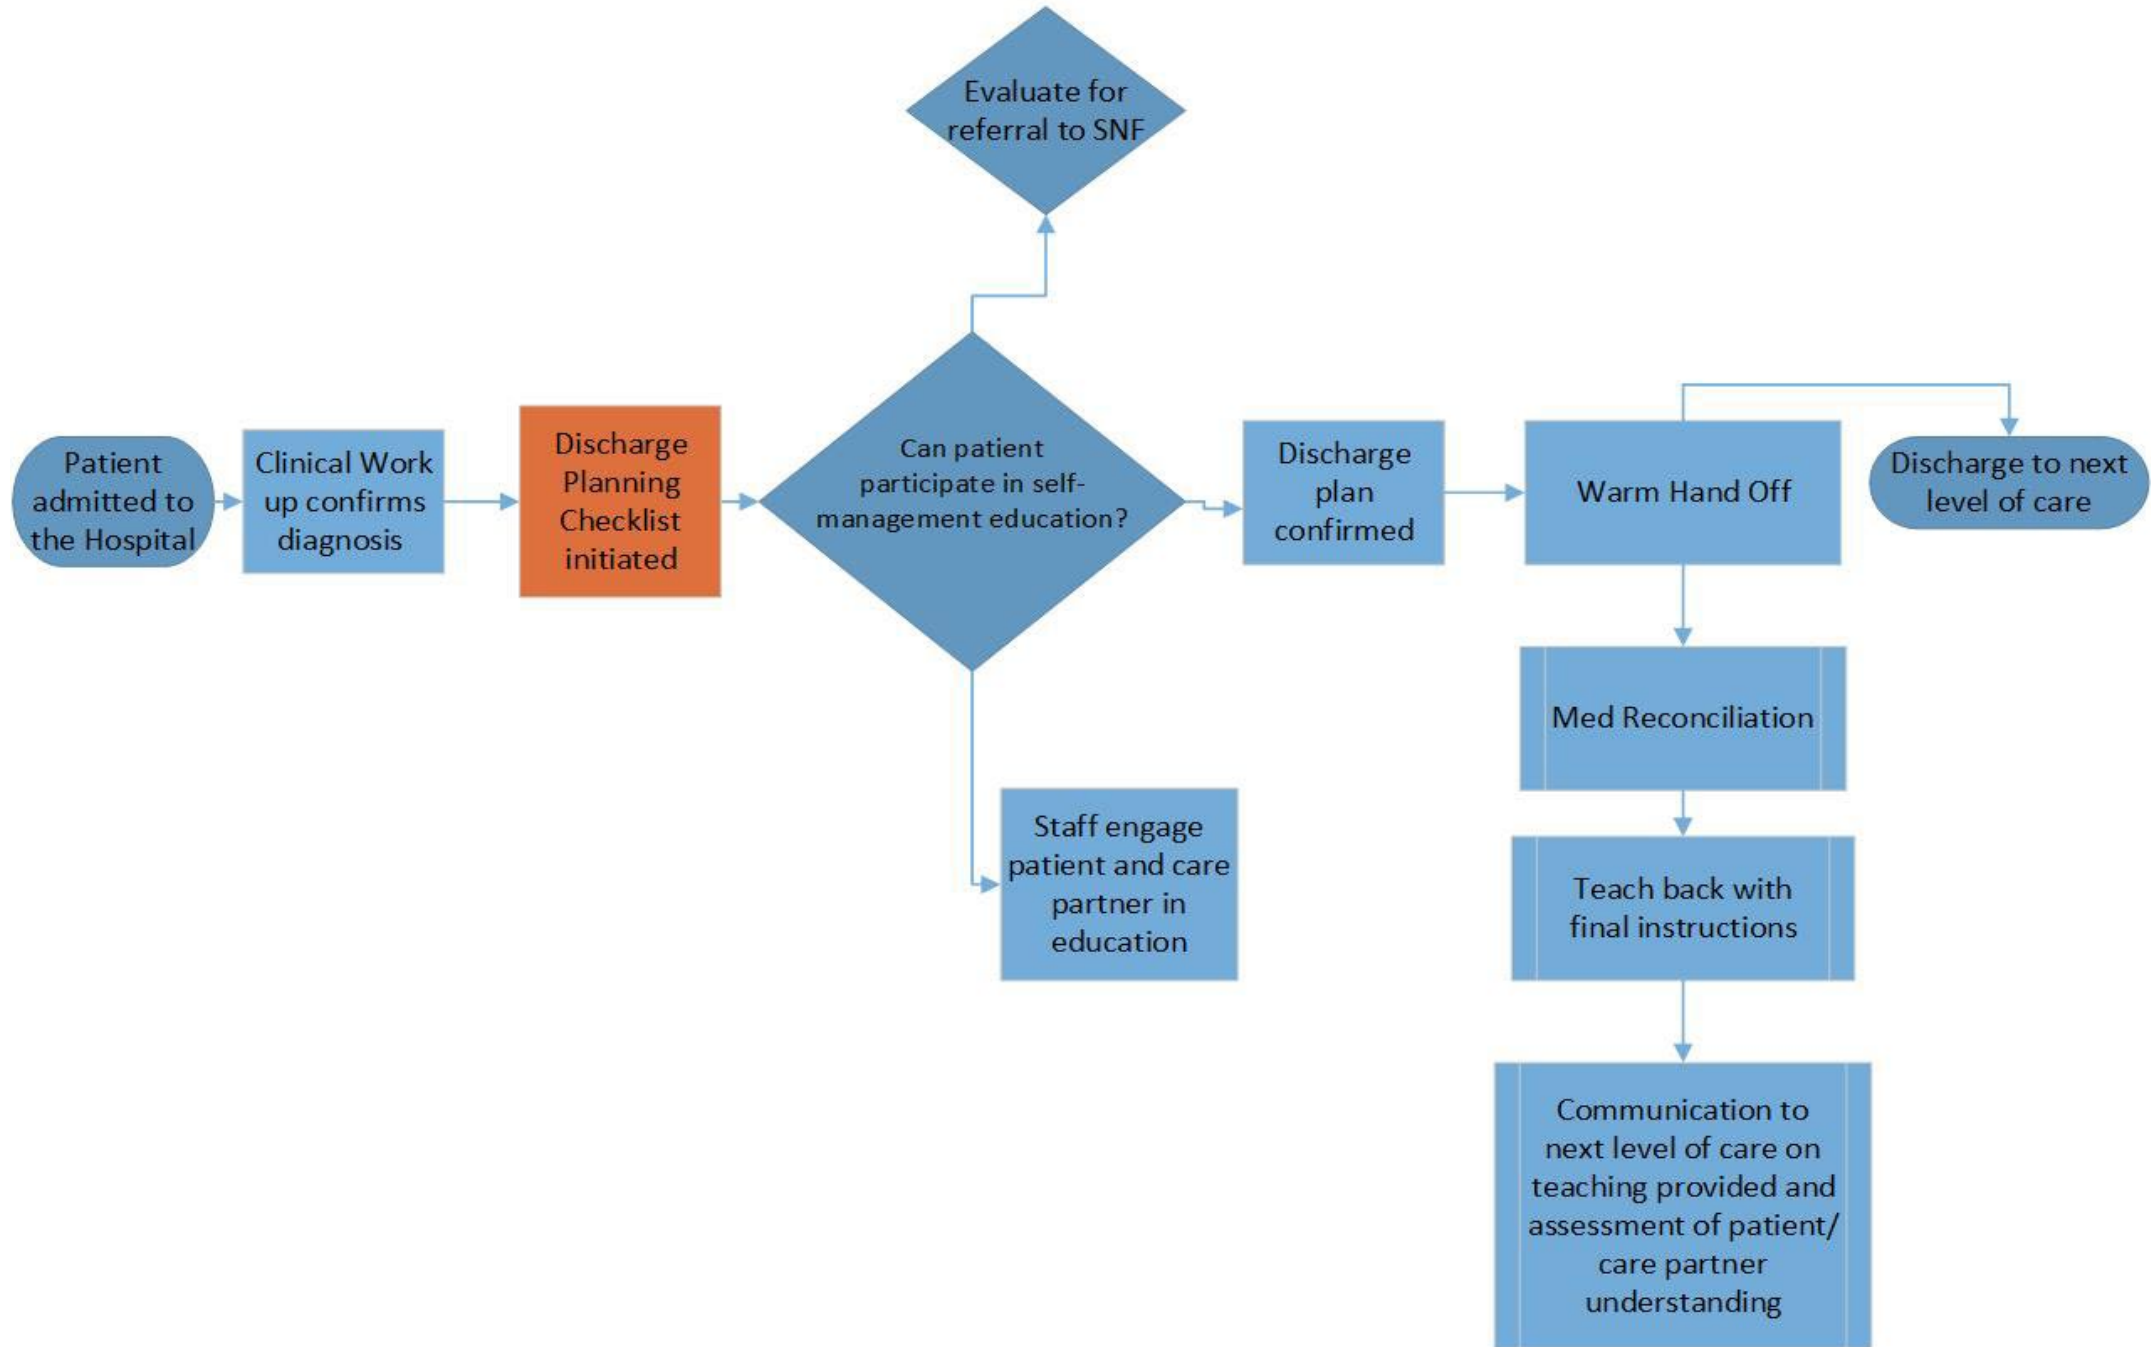 Evaluate for
referral to SNF
Patient
admitted to
the Hospital
Clinical Work
up confirms
diagnosis
Discharge
Planning
Checklist
initiated
Can patient
participate in self-
management education?
Discharge
plan
confirmed
Warm Hand Off
Discharge to next
level of care
Med Reconciliation
Staff engage
patient and care
partner in
education
Teach back with
final instructions
Communication to
next level of care on
teaching provided and
assessment of patient/
care partner
understanding